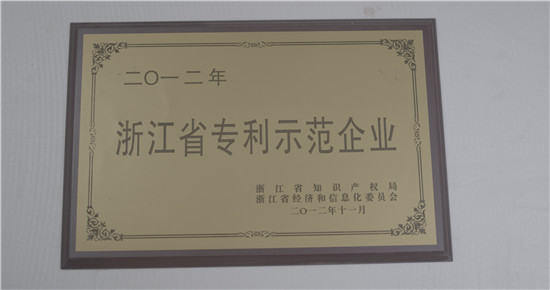 二〇一二年
浙江省专利示范企业
浙江省知识产权局
浙江省经济和信息化委员会
二〇一二年十一月